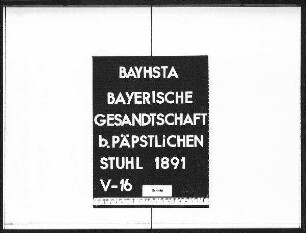 BAYHSTA
BAYERISCHE
GESANDTSCHAFT
b. PÄPSTLiCHEN
STUHL 1891
V-16